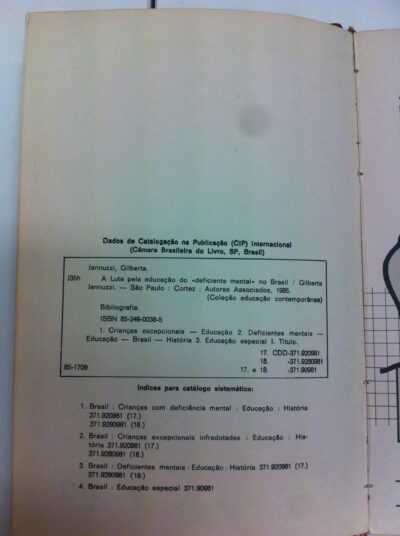 Dados de Catalogação na Publicação (CIP) Internacional
(Câmara Brasileira do Livro, SP, Brasil)
Jannuzzi, Gilberta.
J35h
A Luta pela educação do «deficiente mental» no Brasil / Gilberta
Jannuzzi. — São Paulo : Cortez : Autores Associados, 1985.
(Coleção educação contemporânea)
Bibliografia.
ISBN 85-249-0038-5
1. Crianças excepcionais — Educação 2. Deficientes mentais —
Educação — Brasil — História 3. Educação especial I. Título.
17. CDD-371.920981
18. -371.9280981
85-1709 17. e 18. -371.90981
Indices para catálogo sistemático:
1. Brasil : Crianças com deficiência mental : Educação : História
371.920981 (17.)
371.9280981 (18.)
2. Brasil : Crianças excepcionais infradotadas : Educação : His-
tória 371.920981 (17.)
371.9280981 (18.)
3. Brasil : Deficientes mentais : Educação : História 371.920981 (17.)
371.9280981 (18.)
4. Brasil : Educação especial 371.90981